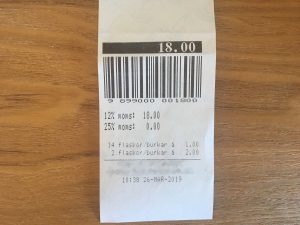 18.00
9 899000 001800
12% moms: 18.00
25% moms: 0.00
14 flaskor/burkar à 1.00
2 flaskor/burkar à 2.00
10:38 26-MAR-2019